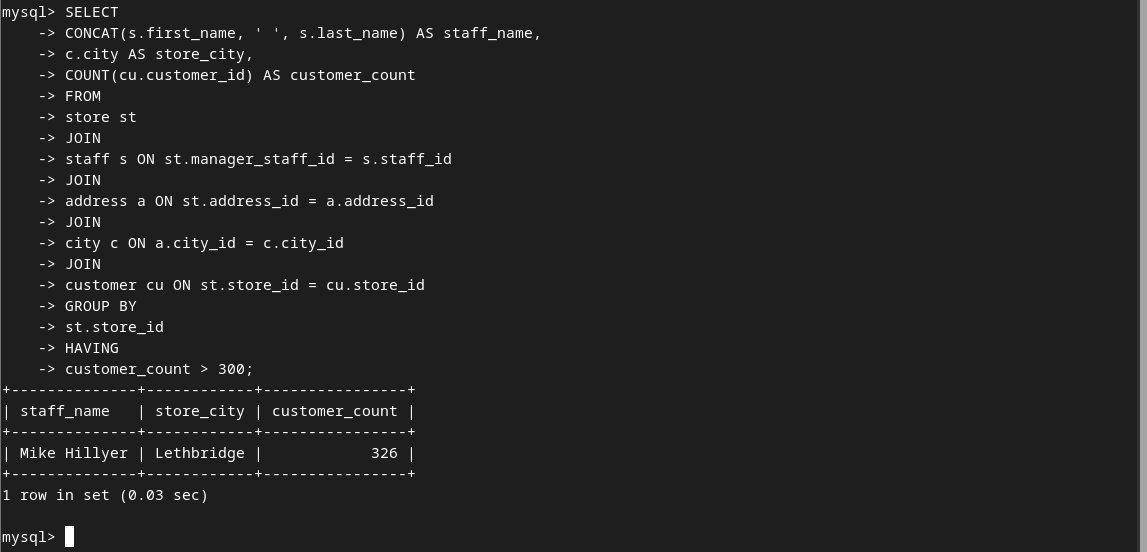 mysql> SELECT
    -> CONCAT(s.first_name, ' ', s.last_name) AS staff_name,
    -> c.city AS store_city,
    -> COUNT(cu.customer_id) AS customer_count
    -> FROM
    -> store st
    -> JOIN
    -> staff s ON st.manager_staff_id = s.staff_id
    -> JOIN
    -> address a ON st.address_id = a.address_id
    -> JOIN
    -> city c ON a.city_id = c.city_id
    -> JOIN
    -> customer cu ON st.store_id = cu.store_id
    -> GROUP BY
    -> st.store_id
    -> HAVING
    -> customer_count > 300;
+--------------+------------+----------------+
| staff_name   | store_city | customer_count |
+--------------+------------+----------------+
| Mike Hillyer | Lethbridge |            326 |
+--------------+------------+----------------+
1 row in set (0.03 sec)

mysql>